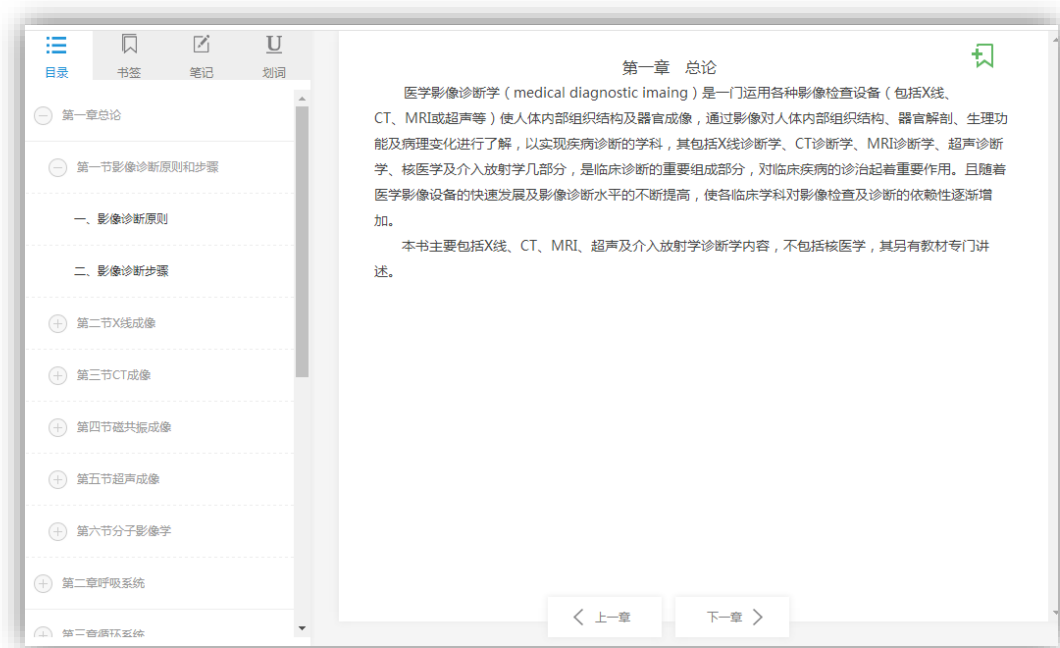 目录 书签 笔记 U 划词
第一章总论
第一节影像诊断原则和步骤
一、影像诊断原则
二、影像诊断步骤
第二节X线成像
第三节CT成像
第四节磁共振成像
第五节超声成像
第六节分子影像学
第二章呼吸系统
第三章循环系统
第一章 总论
医学影像诊断学（medical diagnostic imaing）是一门运用各种影像检查设备（包括X线、
CT、MRI或超声等）使人体内部组织结构及器官成像，通过影像对人体内部组织结构、器官解剖、生理功
能及病理变化进行了解，以实现疾病诊断的学科，其包括X线诊断学、CT诊断学、MRI诊断学、超声诊断
学、核医学及介入放射学几部分，是临床诊断的重要组成部分，对临床疾病的诊治起着重要作用。且随着
医学影像设备的快速发展及影像诊断水平的不断提高，使各临床学科对影像检查及诊断的依赖性逐渐增
加。
本书主要包括X线、CT、MRI、超声及介入放射学诊断学内容，不包括核医学，其另有教材专门讲
述。
上一章 下一章